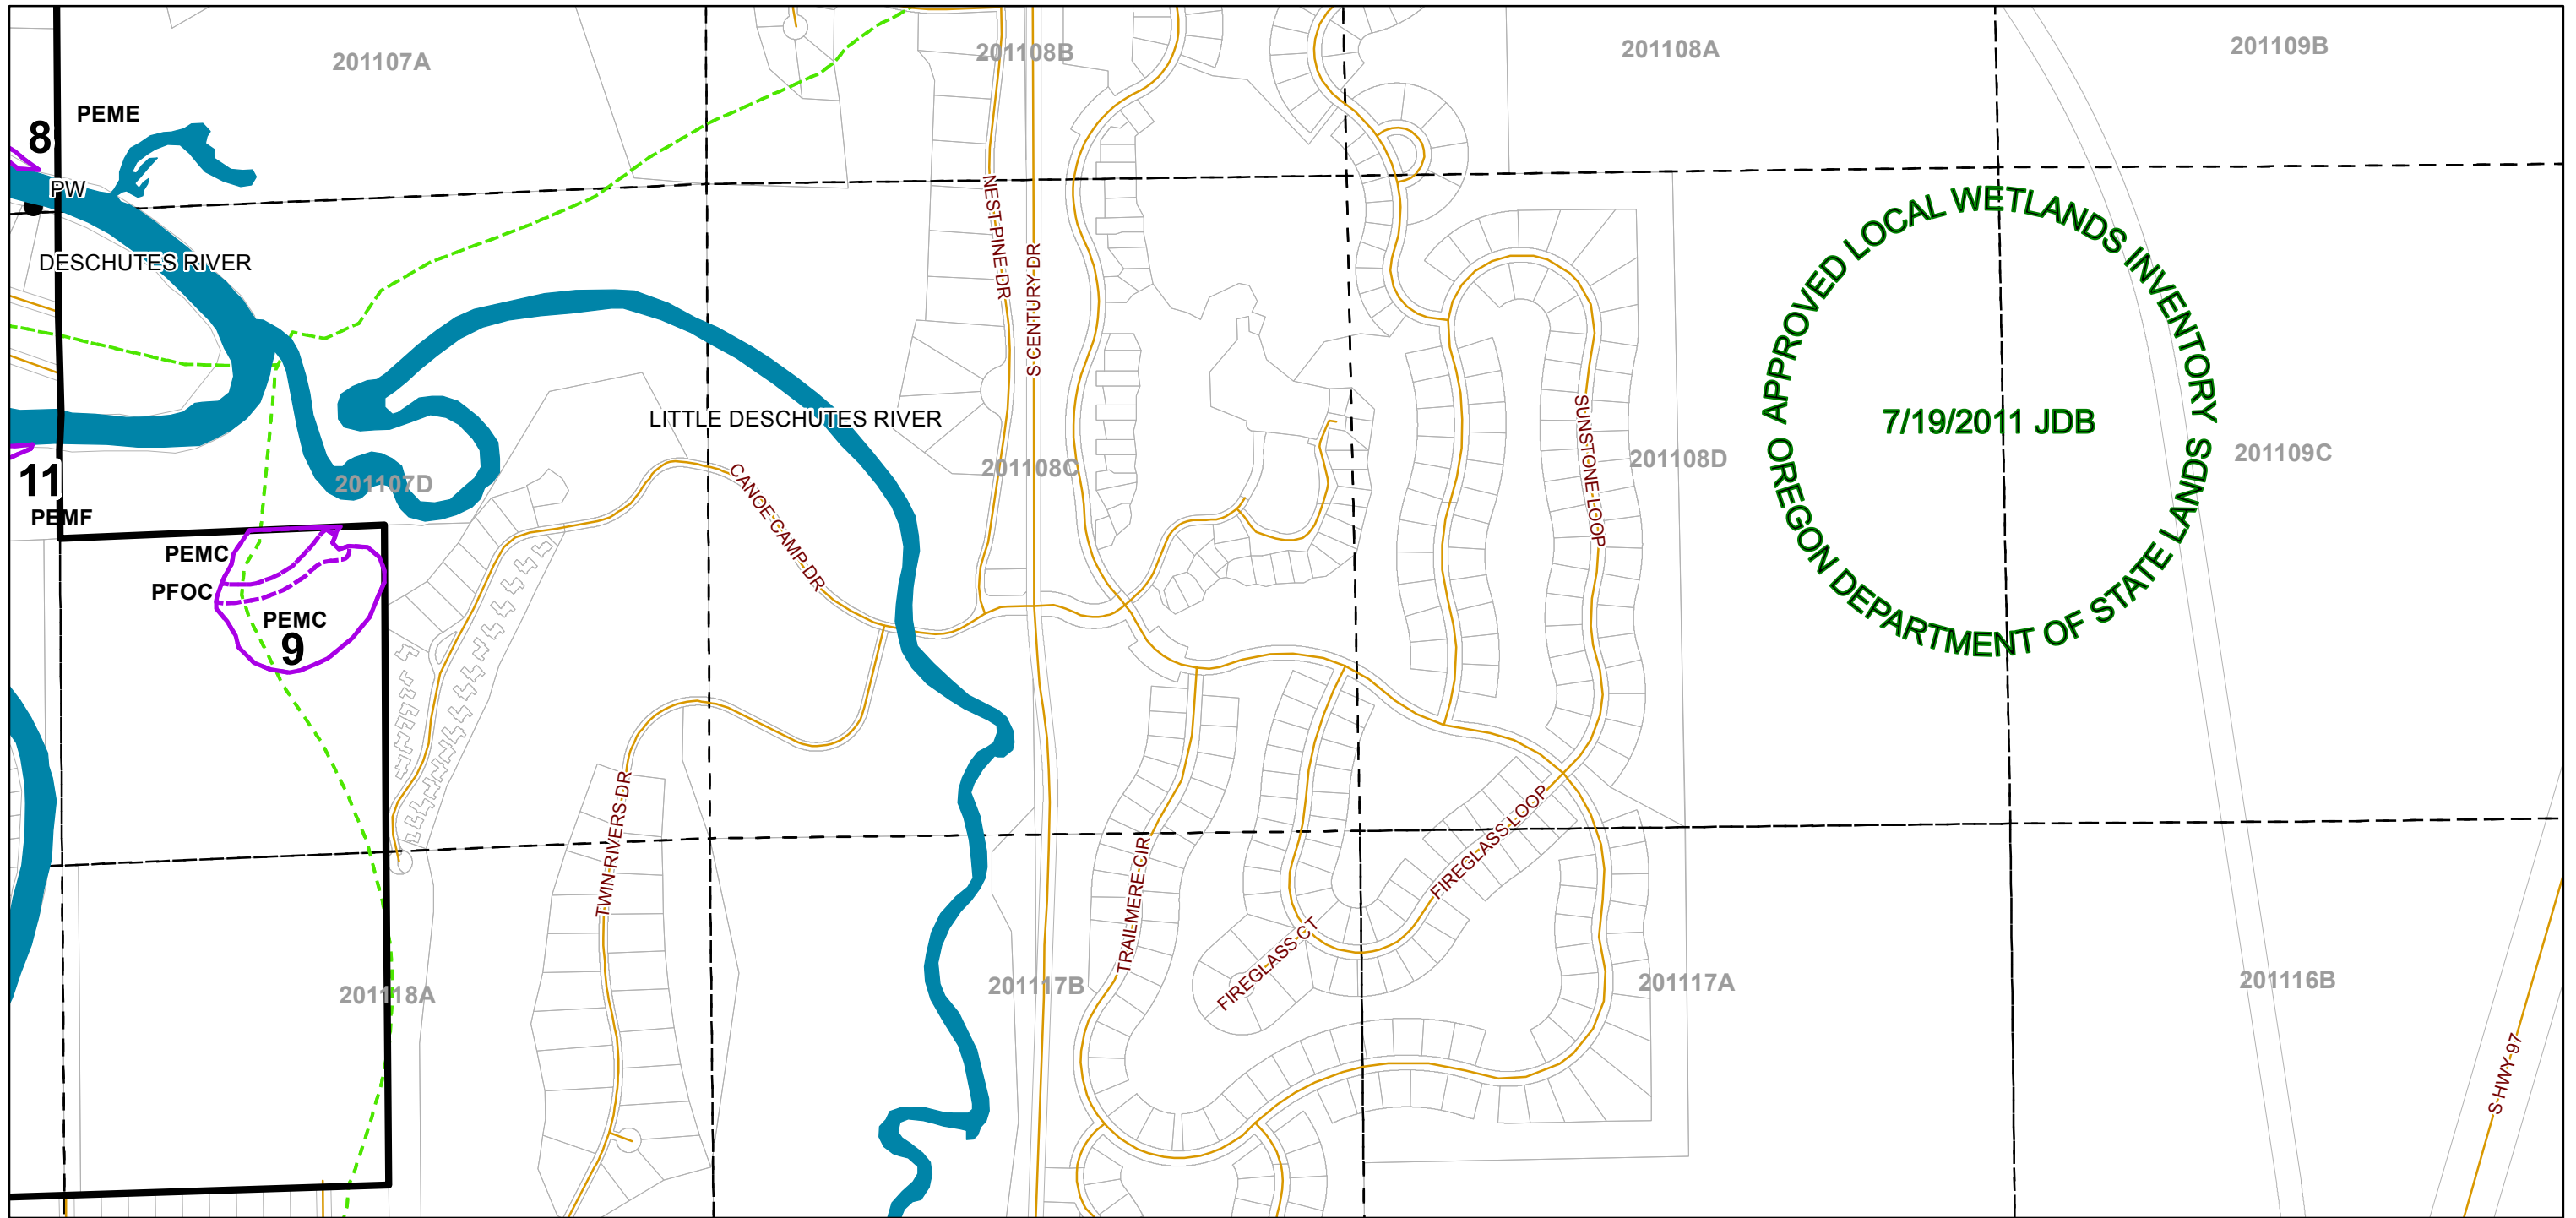 201107A
201108B
201108A
201109B
PEME
8
PW
DESCHUTES RIVER
NEST PINE DR
S CENTURY DR
LITTLE DESCHUTES RIVER
SUNSTONE LOOP
APPROVED LOCAL WETLANDS INVENTORY
7/19/2011 JDB
OREGON DEPARTMENT OF STATE LANDS
201107D
201108C
201108D
201109C
11
PEMF
CANOE CAMP DR
PEMC
PFOC
PEMC
9
TWIN RIVERS DR
TRAILMERE CIR
FIREGLASS LOOP
FIREGLASS CT
201118A
201117B
201117A
201116B
S HWY 97